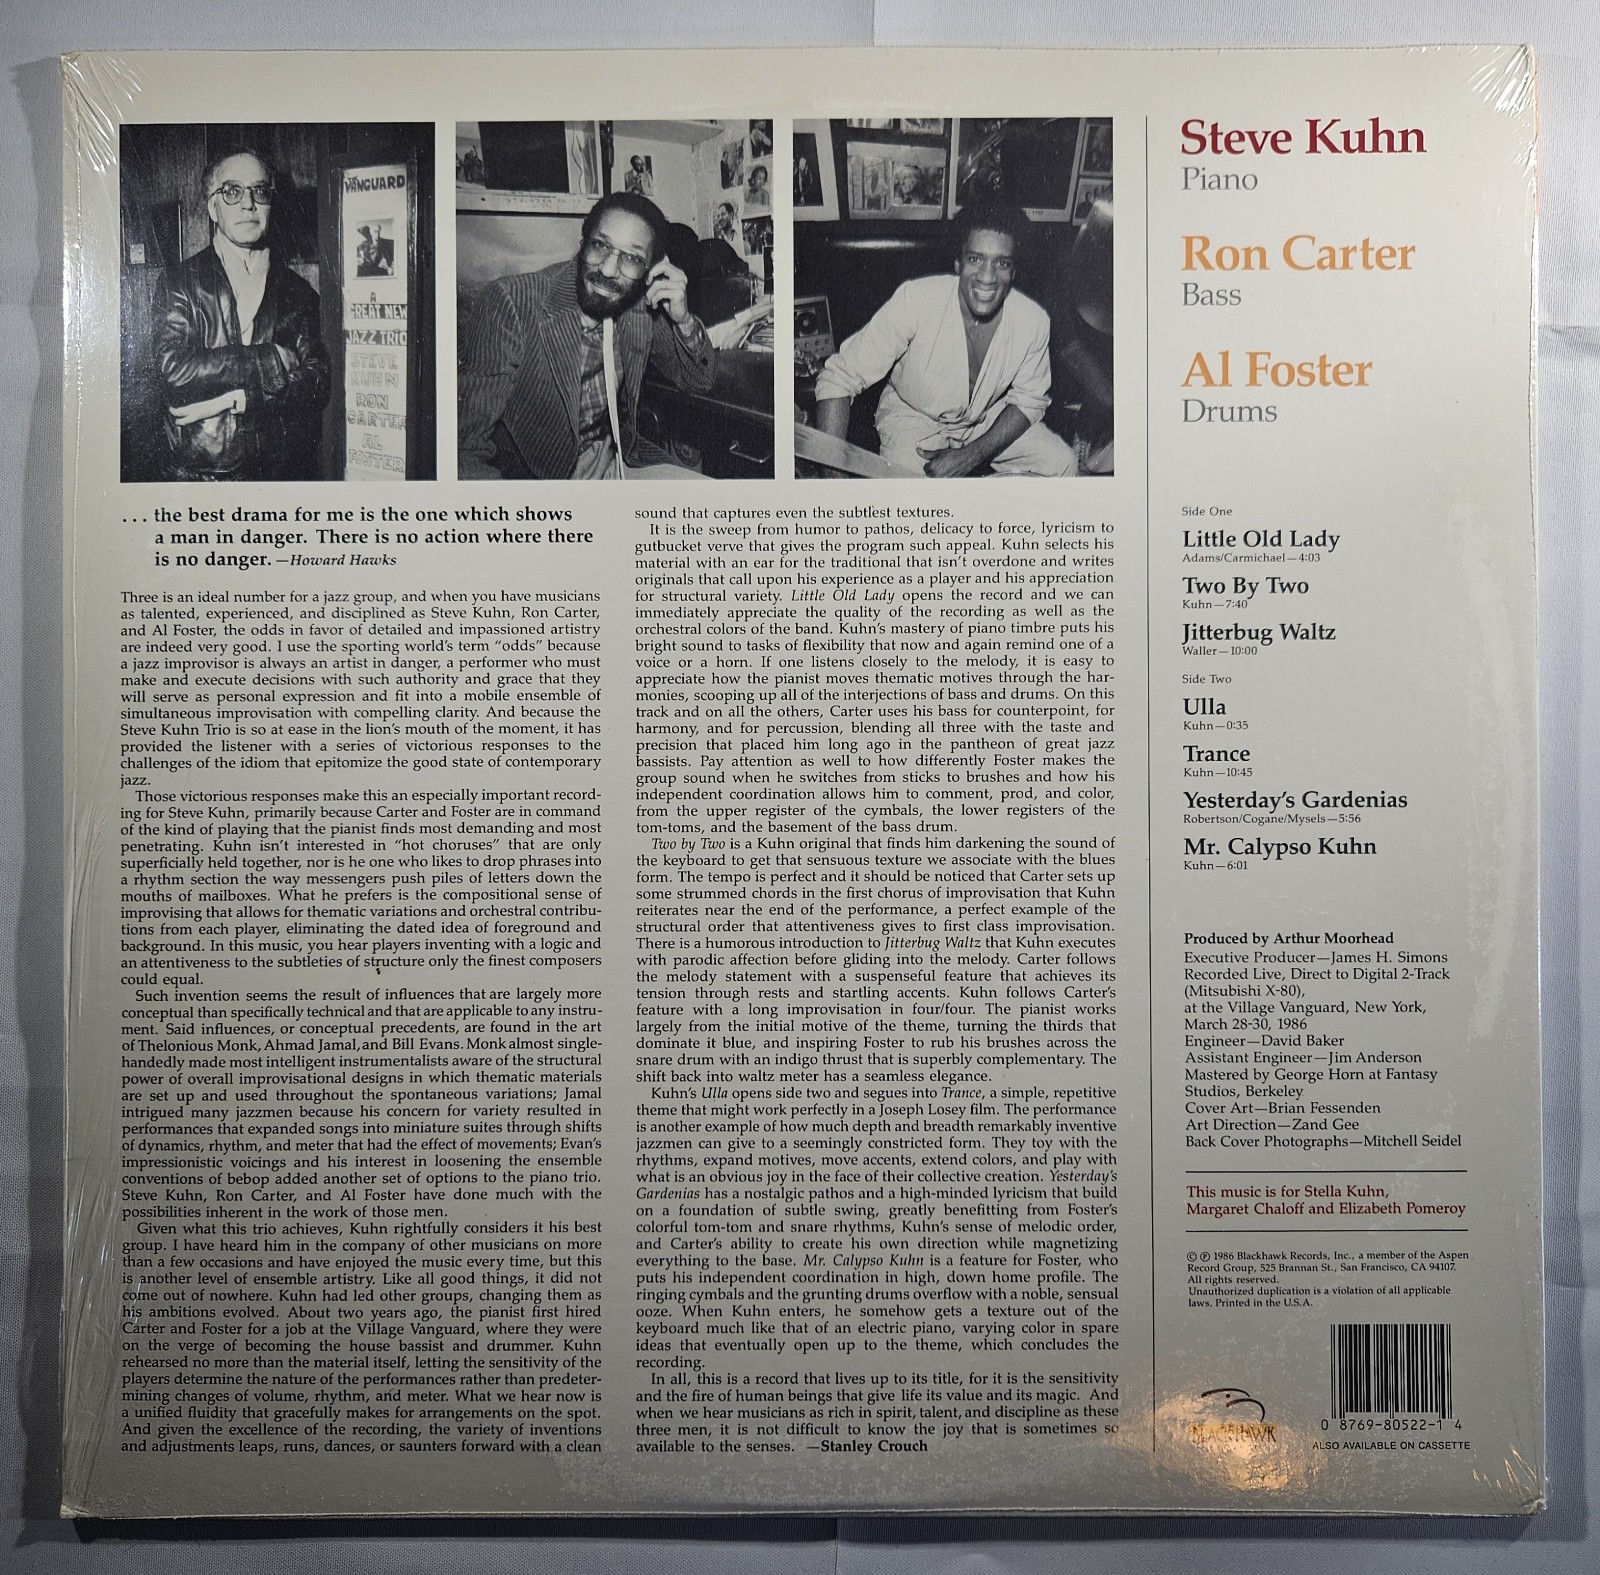 VANGUARD
A
GREAT NEW
JAZZ TRIO
STEVE
KUHN
RON
CARTER
AL
FOSTER
Steve Kuhn
Piano
Ron Carter
Bass
Al Foster
Drums
. . . the best drama for me is the one which shows
a man in danger. There is no action where there
is no danger. —Howard Hawks
Three is an ideal number for a jazz group, and when you have musicians
as talented, experienced, and disciplined as Steve Kuhn, Ron Carter,
and Al Foster, the odds in favor of detailed and impassioned artistry
are indeed very good. I use the sporting world's term "odds" because
a jazz improvisor is always an artist in danger, a performer who must
make and execute decisions with such authority and grace that they
will serve as personal expression and fit into a mobile ensemble of
simultaneous improvisation with compelling clarity. And because the
Steve Kuhn Trio is so at ease in the lion's mouth of the moment, it has
provided the listener with a series of victorious responses to the
challenges of the idiom that epitomize the good state of contemporary
jazz.
Those victorious responses make this an especially important record-
ing for Steve Kuhn, primarily because Carter and Foster are in command
of the kind of playing that the pianist finds most demanding and most
penetrating. Kuhn isn't interested in "hot choruses" that are only
superficially held together, nor is he one who likes to drop phrases into
a rhythm section the way messengers push piles of letters down the
mouths of mailboxes. What he prefers is the compositional sense of
improvising that allows for thematic variations and orchestral contribu-
tions from each player, eliminating the dated idea of foreground and
background. In this music, you hear players inventing with a logic and
an attentiveness to the subtleties of structure only the finest composers
could equal.
Such invention seems the result of influences that are largely more
conceptual than specifically technical and that are applicable to any instru-
ment. Said influences, or conceptual precedents, are found in the art
of Thelonious Monk, Ahmad Jamal, and Bill Evans. Monk almost single-
handedly made most intelligent instrumentalists aware of the structural
power of overall improvisational designs in which thematic materials
are set up and used throughout the spontaneous variations; Jamal
intrigued many jazzmen because his concern for variety resulted in
performances that expanded songs into miniature suites through shifts
of dynamics, rhythm, and meter that had the effect of movements; Evan's
impressionistic voicings and his interest in loosening the ensemble
conventions of bebop added another set of options to the piano trio.
Steve Kuhn, Ron Carter, and Al Foster have done much with the
possibilities inherent in the work of those men.
Given what this trio achieves, Kuhn rightfully considers it his best
group. I have heard him in the company of other musicians on more
than a few occasions and have enjoyed the music every time, but this
is another level of ensemble artistry. Like all good things, it did not
come out of nowhere. Kuhn had led other groups, changing them as
his ambitions evolved. About two years ago, the pianist first hired
Carter and Foster for a job at the Village Vanguard, where they were
on the verge of becoming the house bassist and drummer. Kuhn
rehearsed no more than the material itself, letting the sensitivity of the
players determine the nature of the performances rather than predeter-
mining changes of volume, rhythm, and meter. What we hear now is
a unified fluidity that gracefully makes for arrangements on the spot.
And given the excellence of the recording, the variety of inventions
and adjustments leaps, runs, dances, or saunters forward with a clean
sound that captures even the subtlest textures.
It is the sweep from humor to pathos, delicacy to force, lyricism to
gutbucket verve that gives the program such appeal. Kuhn selects his
material with an ear for the traditional that isn't overdone and writes
originals that call upon his experience as a player and his appreciation
for structural variety. Little Old Lady opens the record and we can
immediately appreciate the quality of the recording as well as the
orchestral colors of the band. Kuhn's mastery of piano timbre puts his
bright sound to tasks of flexibility that now and again remind one of a
voice or a horn. If one listens closely to the melody, it is easy to
appreciate how the pianist moves thematic motives through the har-
monies, scooping up all of the interjections of bass and drums. On this
track and on all the others, Carter uses his bass for counterpoint, for
harmony, and for percussion, blending all three with the taste and
precision that placed him long ago in the pantheon of great jazz
bassists. Pay attention as well to how differently Foster makes the
group sound when he switches from sticks to brushes and how his
independent coordination allows him to comment, prod, and color,
from the upper register of the cymbals, the lower registers of the
tom-toms, and the basement of the bass drum.
Two by Two is a Kuhn original that finds him darkening the sound of
the keyboard to get that sensuous texture we associate with the blues
form. The tempo is perfect and it should be noticed that Carter sets up
some strummed chords in the first chorus of improvisation that Kuhn
reiterates near the end of the performance, a perfect example of the
structural order that attentiveness gives to first class improvisation.
There is a humorous introduction to Jitterbug Waltz that Kuhn executes
with parodic affection before gliding into the melody. Carter follows
the melody statement with a suspenseful feature that achieves its
tension through rests and startling accents. Kuhn follows Carter's
feature with a long improvisation in four/four. The pianist works
largely from the initial motive of the theme, turning the thirds that
dominate it blue, and inspiring Foster to rub his brushes across the
snare drum with an indigo thrust that is superbly complementary. The
shift back into waltz meter has a seamless elegance.
Kuhn's Ulla opens side two and segues into Trance, a simple, repetitive
theme that might work perfectly in a Joseph Losey film. The performance
is another example of how much depth and breadth remarkably inventive
jazzmen can give to a seemingly constricted form. They toy with the
rhythms, expand motives, move accents, extend colors, and play with
what is an obvious joy in the face of their collective creation. Yesterday's
Gardenias has a nostalgic pathos and a high-minded lyricism that build
on a foundation of subtle swing, greatly benefitting from Foster's
colorful tom-tom and snare rhythms, Kuhn's sense of melodic order,
and Carter's ability to create his own direction while magnetizing
everything to the base. Mr. Calypso Kuhn is a feature for Foster, who
puts his independent coordination in high, down home profile. The
ringing cymbals and the grunting drums overflow with a noble, sensual
ooze. When Kuhn enters, he somehow gets a texture out of the
keyboard much like that of an electric piano, varying color in spare
ideas that eventually open up to the theme, which concludes the
recording.
In all, this is a record that lives up to its title, for it is the sensitivity
and the fire of human beings that give life its value and its magic. And
when we hear musicians as rich in spirit, talent, and discipline as these
three men, it is not difficult to know the joy that is sometimes so
available to the senses. —Stanley Crouch
Side One
Little Old Lady
Adams/Carmichael—4:03
Two By Two
Kuhn—7:40
Jitterbug Waltz
Waller—10:00
Side Two
Ulla
Kuhn—0:35
Trance
Kuhn—10:45
Yesterday's Gardenias
Robertson/Cogane/Mysels—5:56
Mr. Calypso Kuhn
Kuhn—6:01
Produced by Arthur Moorhead
Executive Producer—James H. Simons
Recorded Live, Direct to Digital 2-Track
(Mitsubishi X-80),
at the Village Vanguard, New York,
March 28-30, 1986
Engineer—David Baker
Assistant Engineer—Jim Anderson
Mastered by George Horn at Fantasy
Studios, Berkeley
Cover Art—Brian Fessenden
Art Direction—Zand Gee
Back Cover Photographs—Mitchell Seidel
This music is for Stella Kuhn,
Margaret Chaloff and Elizabeth Pomeroy
© ℗ 1986 Blackhawk Records, Inc., a member of the Aspen
Record Group, 525 Brannan St., San Francisco, CA 94107.
All rights reserved.
Unauthorized duplication is a violation of all applicable
laws. Printed in the U.S.A.
BLACKHAWK
0 8769-80522-1 4
ALSO AVAILABLE ON CASSETTE